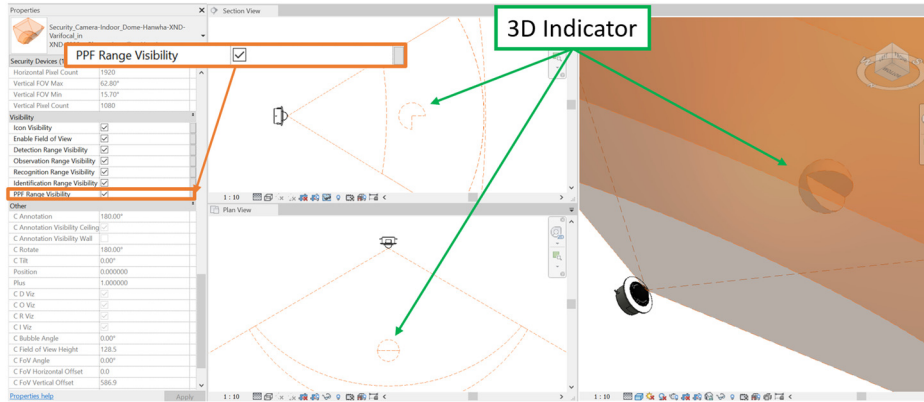 Properties
Security_Camera-Indoor_Dome-Hanwha-XND-
Varifocal_in
PPF Range Visibility
Security Devices (1
Horizontal Pixel Count 1920
Vertical FOV Max 62.80°
Vertical FOV Min 15.70°
Vertical Pixel Count 1080
Visibility
Icon Visibility
Enable Field of View
Detection Range Visibility
Observation Range Visibility
Recognition Range Visibility
Identification Range Visibility
PPF Range Visibility
Other
C Annotation 180.00°
C Annotation Visibility Ceiling
C Annotation Visibility Wall
C Rotate 180.00°
C Tilt 0.00°
Position 0.000000
Plus 1.000000
C D Viz
C O Viz
C R Viz
C I Viz
C Bubble Angle 0.00°
C Field of View Height 128.5
C FoV Angle 0.00°
C FoV Horizontal Offset 0.0
C FoV Vertical Offset 586.9
Properties help Apply
Section View
3D Indicator
1 : 10
Plan View
1 : 10
1 : 10